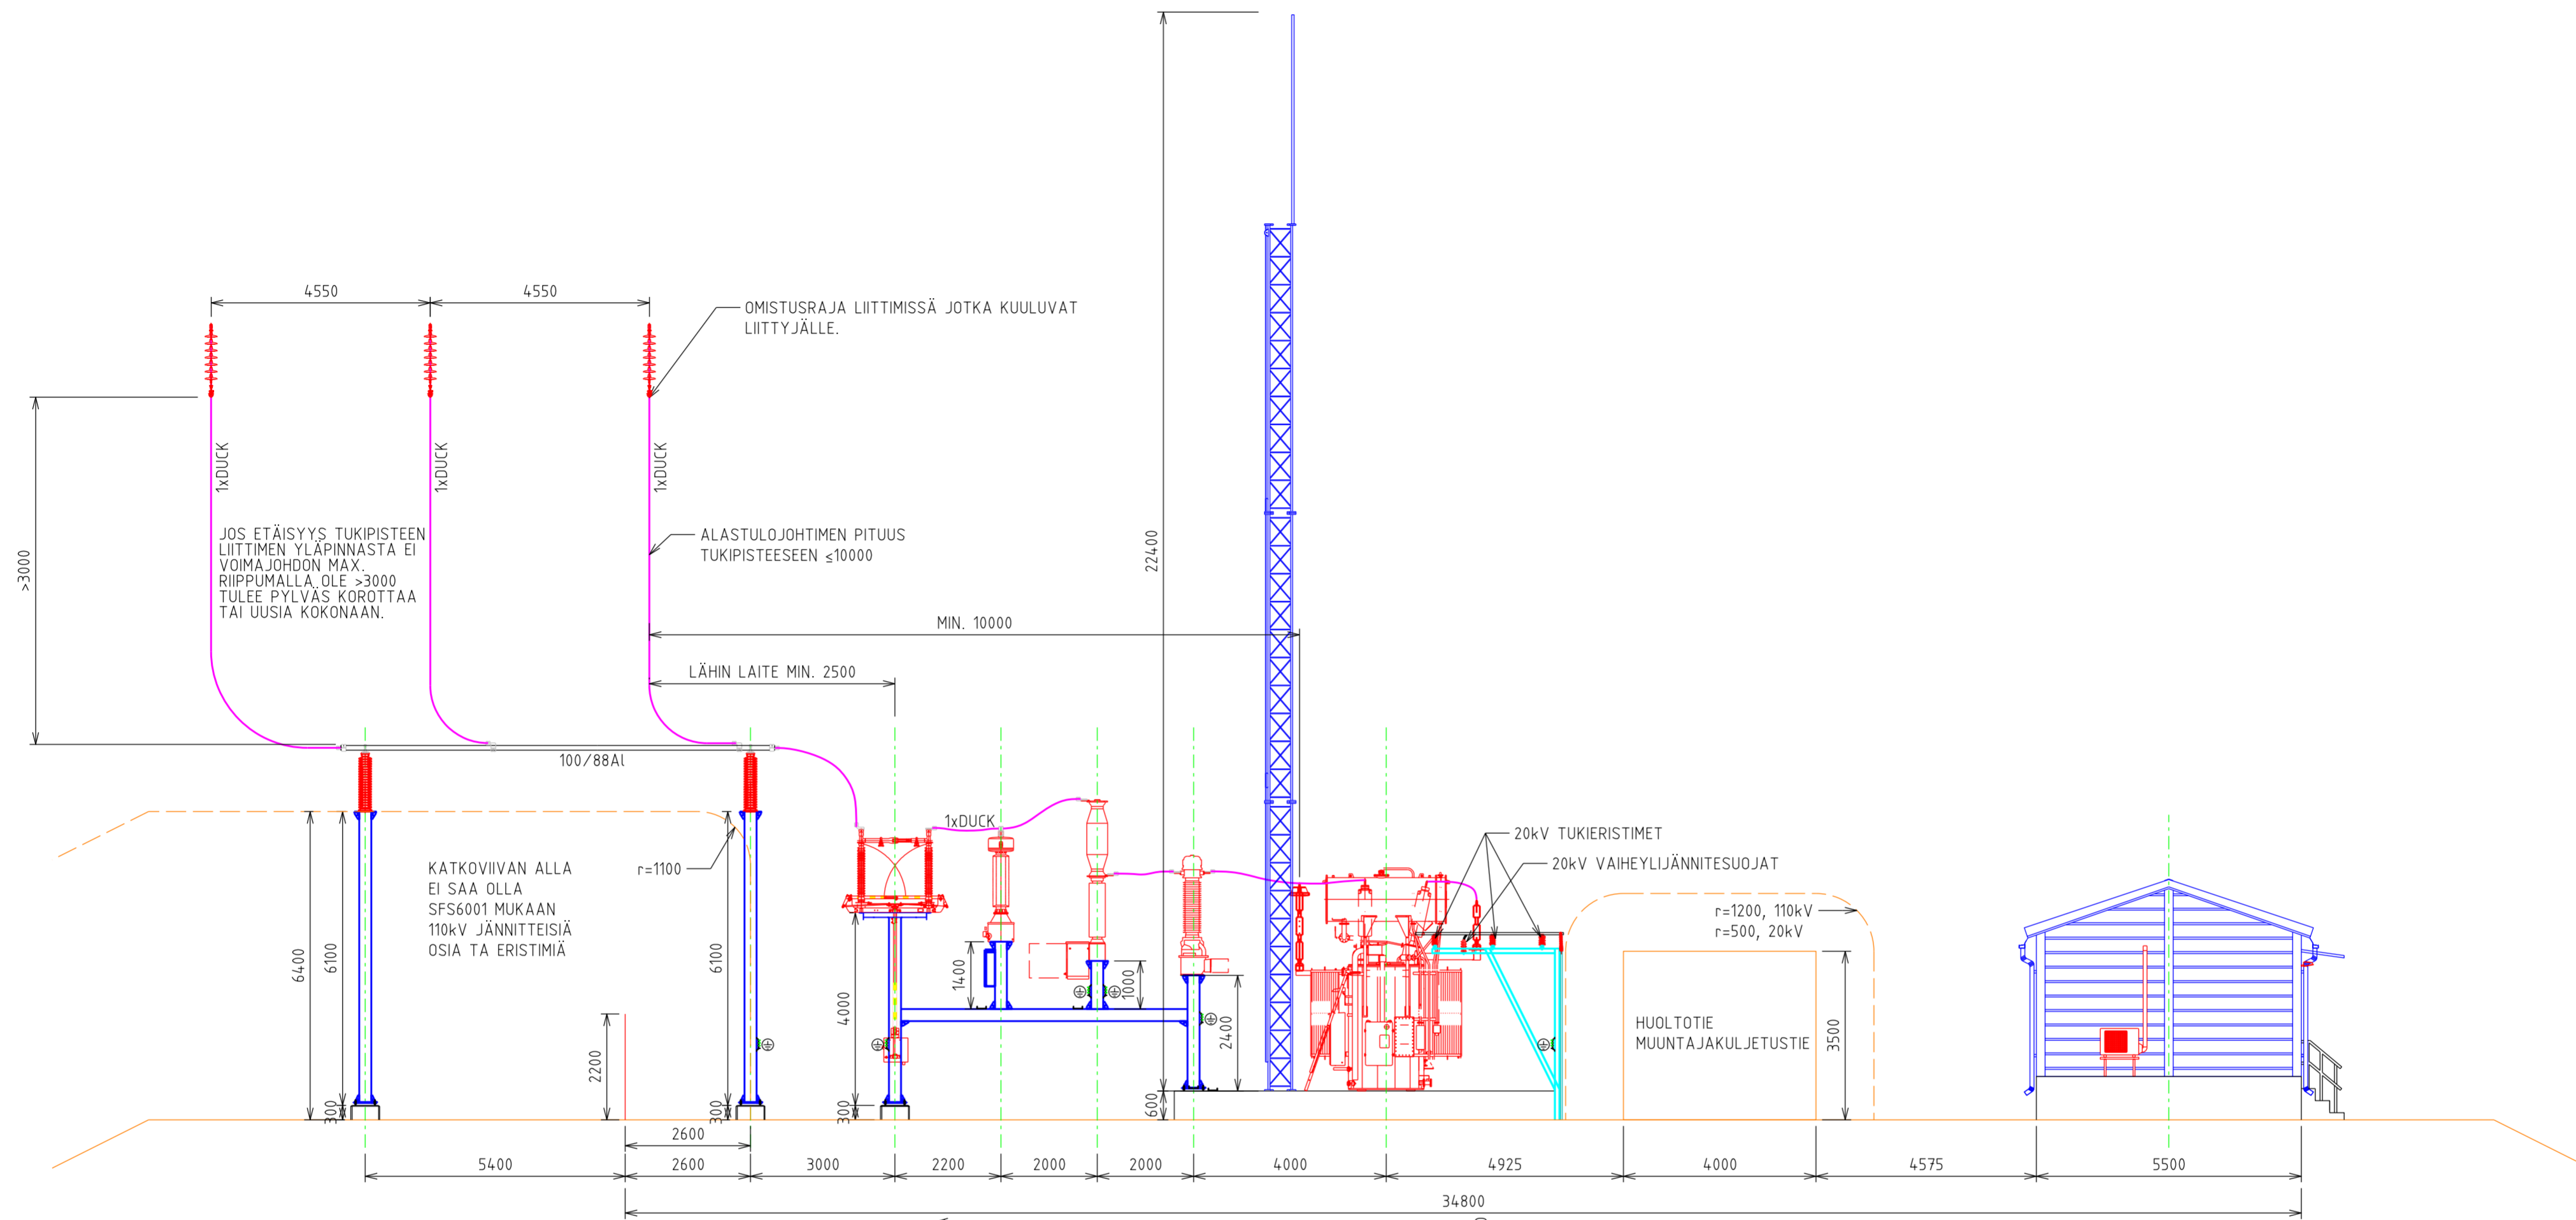 22400
4550
4550
OMISTUSRAJA LIITTIMISSÄ JOTKA KUULUVAT
LIITTYJÄLLE.
>3000
1xDUCK
1xDUCK
1xDUCK
JOS ETÄISYYS TUKIPISTEEN
LIITTIMEN YLÄPINNASTA EI
VOIMAJOHDON MAX.
RIIPPUMALLA OLE >3000
TULEE PYLVÄS KOROTTAA
TAI UUSIA KOKONAAN.
ALASTULOJOHTIMEN PITUUS
TUKIPISTEESEEN ≤10000
MIN. 10000
LÄHIN LAITE MIN. 2500
100/88Al
1xDUCK
r=1100
KATKOVIIVAN ALLA
EI SAA OLLA
SFS6001 MUKAAN
110kV JÄNNITTEISIÄ
OSIA TA ERISTIMIÄ
20kV TUKIERISTIMET
20kV VAIHEYLIJÄNNITESUOJAT
r=1200, 110kV
r=500, 20kV
6400
6100
300
2200
6100
300
4000
300
1400
1000
2400
600
HUOLTOTIE
MUUNTAJAKULJETUSTIE
3500
2600
5400
2600
3000
2200
2000
2000
4000
4925
4000
4575
5500
34800